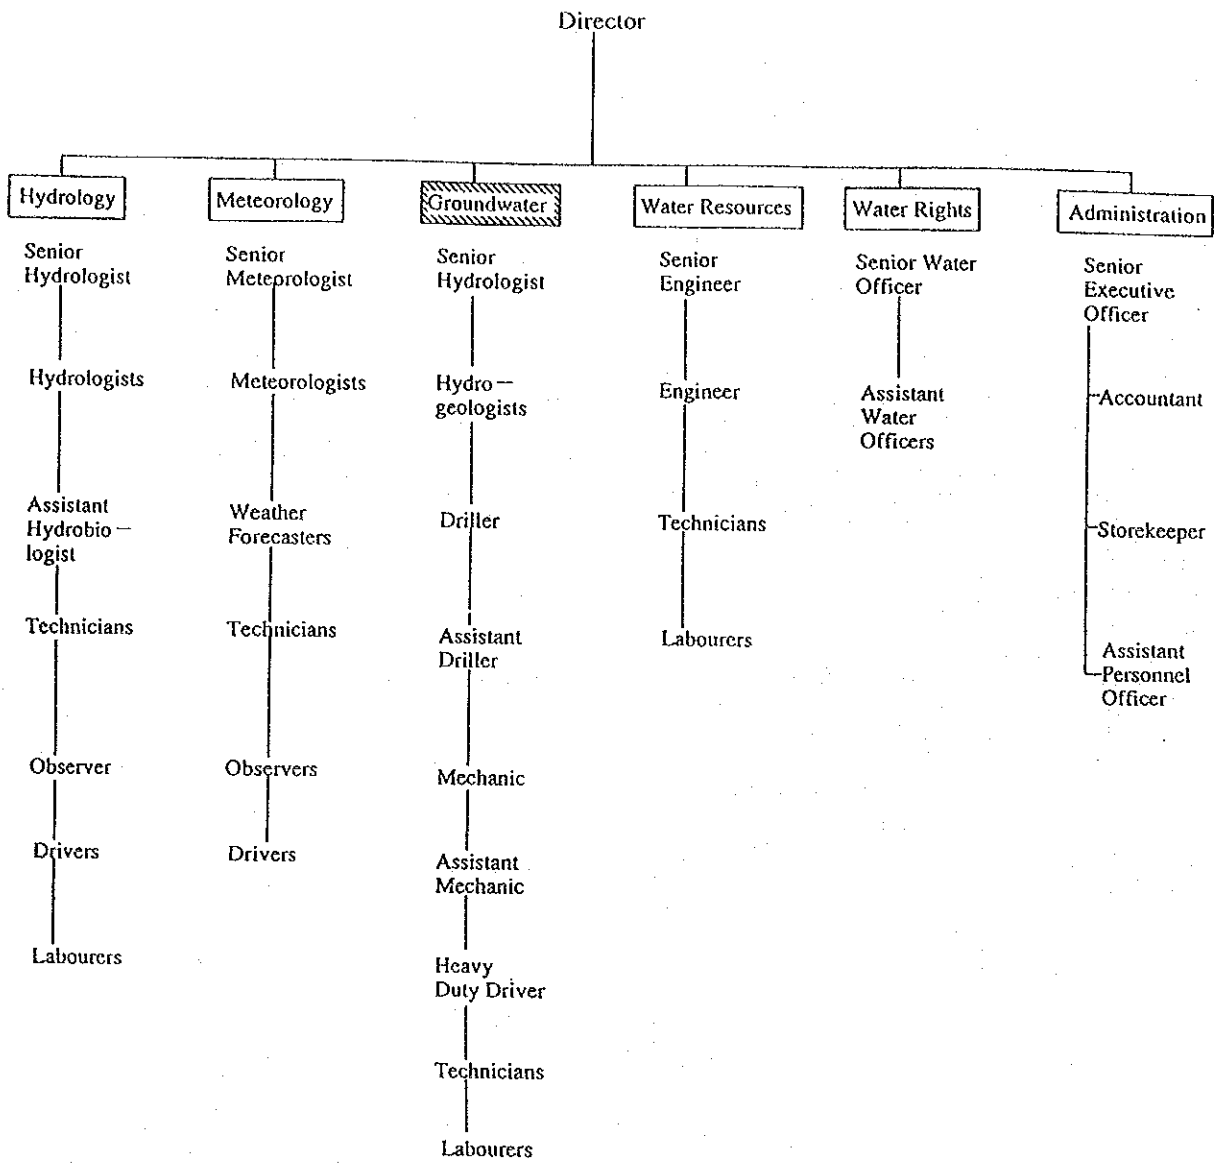 Director
Hydrology
Senior
Hydrologist
Hydrologists
Assistant
Hydrobio—
logist
Technicians
Observer
Drivers
Labourers
Meteorology
Senior
Meteorologist
Meteorologists
Weather
Forecasters
Technicians
Observers
Drivers
Groundwater
Senior
Hydrologist
Hydro—
geologists
Driller
Assistant
Driller
Mechanic
Assistant
Mechanic
Heavy
Duty Driver
Technicians
Labourers
Water Resources
Senior
Engineer
Engineer
Technicians
Labourers
Water Rights
Senior Water
Officer
Assistant
Water
Officers
Administration
Senior
Executive
Officer
Accountant
Storekeeper
Assistant
Personnel
Officer